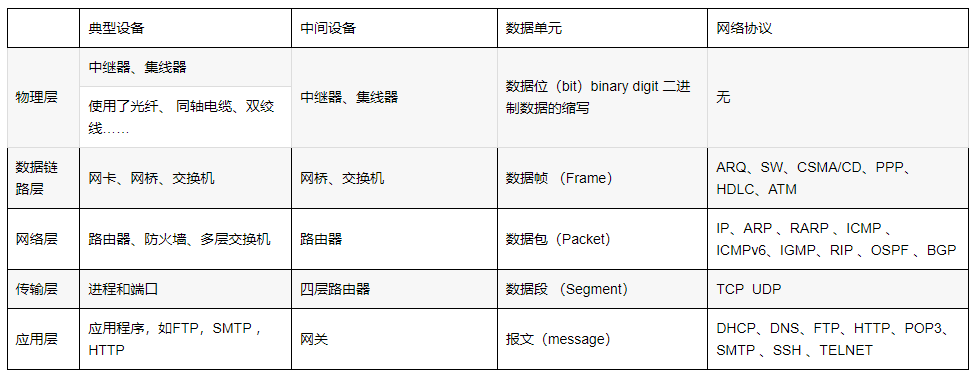 典型设备
中间设备
数据单元
网络协议
物理层
中继器、集线器
使用了光纤、 同轴电缆、双绞
线……
中继器、集线器
数据位（bit）binary digit 二进
制数据的缩写
无
数据链
路层
网卡、网桥、交换机
网桥、交换机
数据帧 （Frame）
ARQ、SW、CSMA/CD、PPP、
HDLC、ATM
网络层
路由器、防火墙、多层交换机
路由器
数据包（Packet）
IP、ARP 、RARP 、ICMP 、
ICMPv6、IGMP、RIP 、OSPF 、BGP
传输层
进程和端口
四层路由器
数据段 （Segment）
TCP  UDP
应用层
应用程序，如FTP，SMTP ，
HTTP
网关
报文（message）
DHCP、DNS、FTP、HTTP、POP3、
SMTP 、SSH 、TELNET